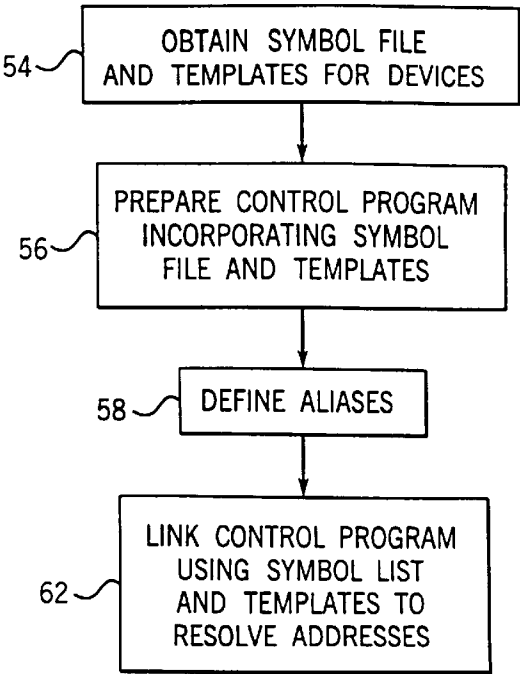 OBTAIN SYMBOL FILE
AND TEMPLATES FOR DEVICES
54
PREPARE CONTROL PROGRAM
INCORPORATING SYMBOL
FILE AND TEMPLATES
56
DEFINE ALIASES
58
LINK CONTROL PROGRAM
USING SYMBOL LIST
AND TEMPLATES TO
RESOLVE ADDRESSES
62